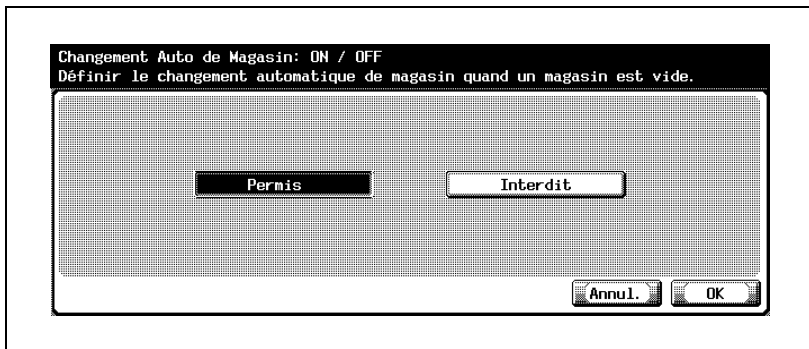 Changement Auto de Magasin: ON / OFF
Définir le changement automatique de magasin quand un magasin est vide.
Permis Interdit
Annul. OK